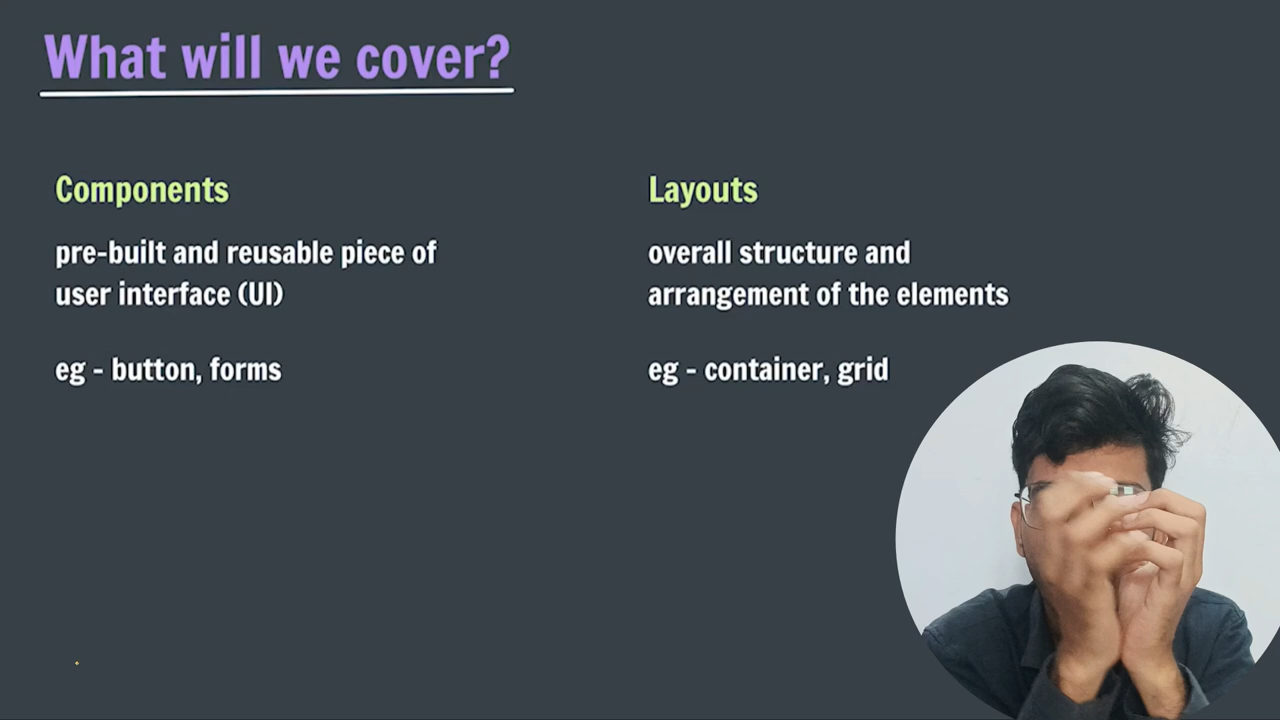 What will we cover?
Components
pre-built and reusable piece of
user interface (UI)
eg - button, forms
Layouts
overall structure and
arrangement of the elements
eg - container, grid